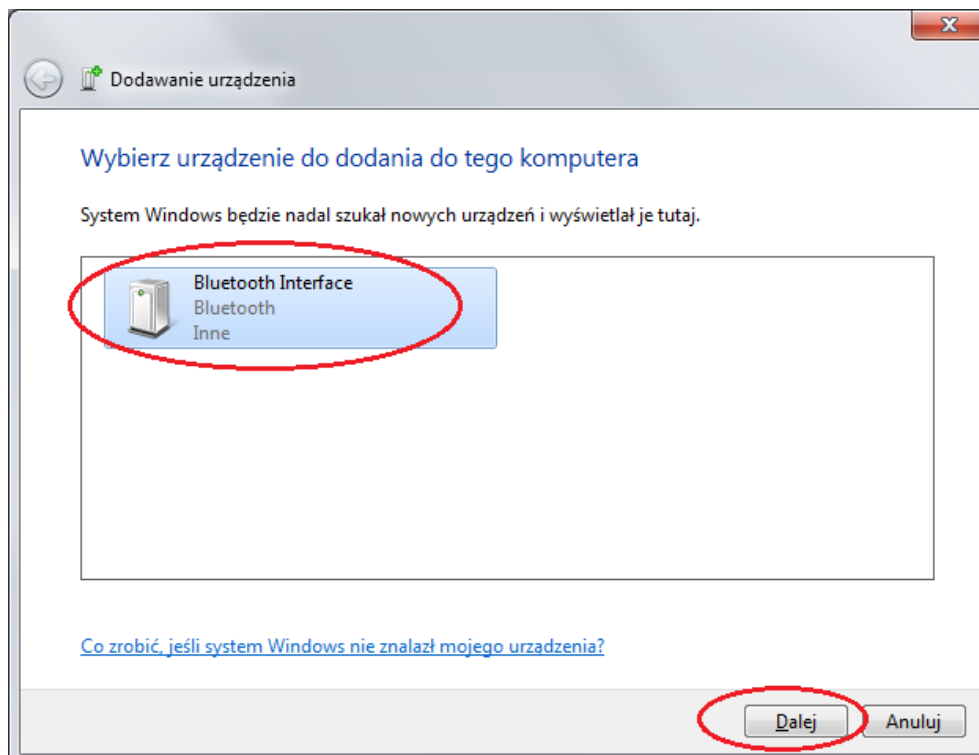 Dodawanie urządzenia
Wybierz urządzenie do dodania do tego komputera
System Windows będzie nadal szukał nowych urządzeń i wyświetlał je tutaj.
Bluetooth Interface
Bluetooth
Inne
Co zrobić, jeśli system Windows nie znalazł mojego urządzenia?
Dalej Anuluj